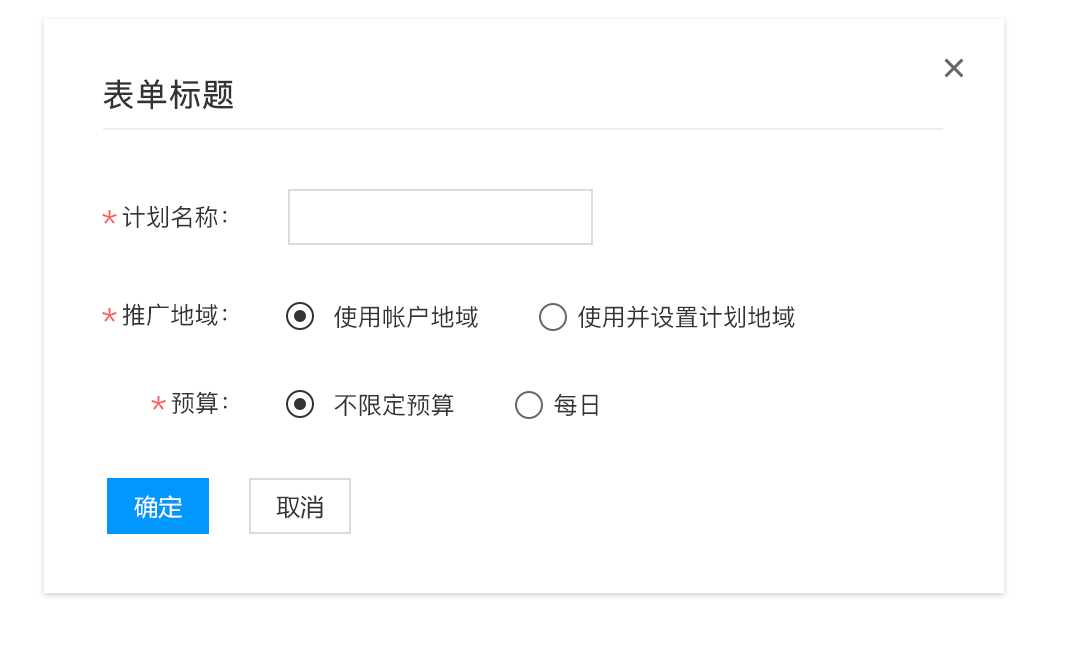 表单标题
*计划名称：
*推广地域： 使用帐户地域 使用并设置计划地域
*预算： 不限定预算 每日
确定 取消